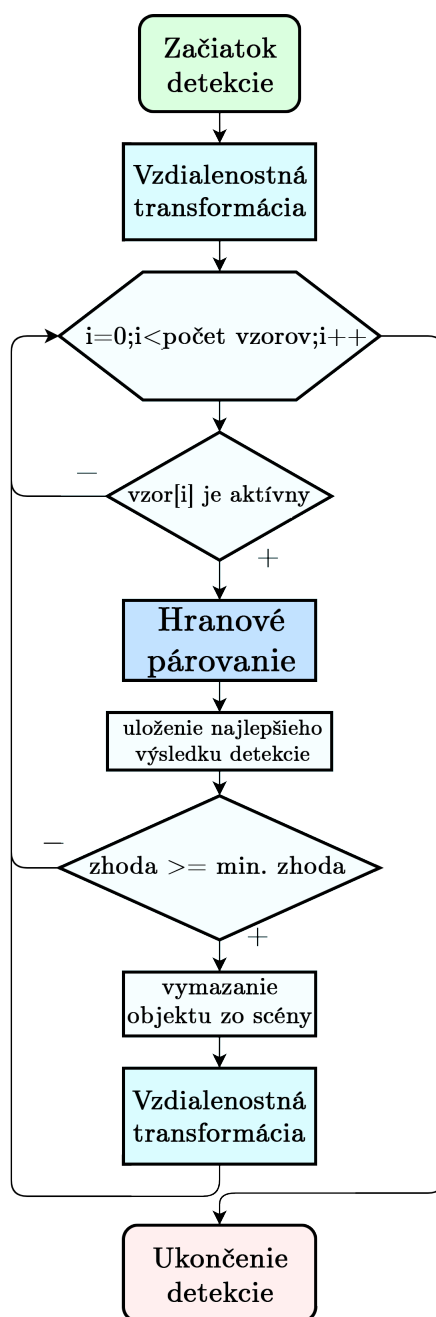 Začiatok
detekcie
Vzdialenostná
transformácia
i=0;i<počet vzorov;i++
−
vzor[i] je aktívny
+
Hranové
párovanie
uloženie najlepšieho
výsledku detekcie
−
zhoda >= min. zhoda
+
vymazanie
objektu zo scény
Vzdialenostná
transformácia
Ukončenie
detekcie